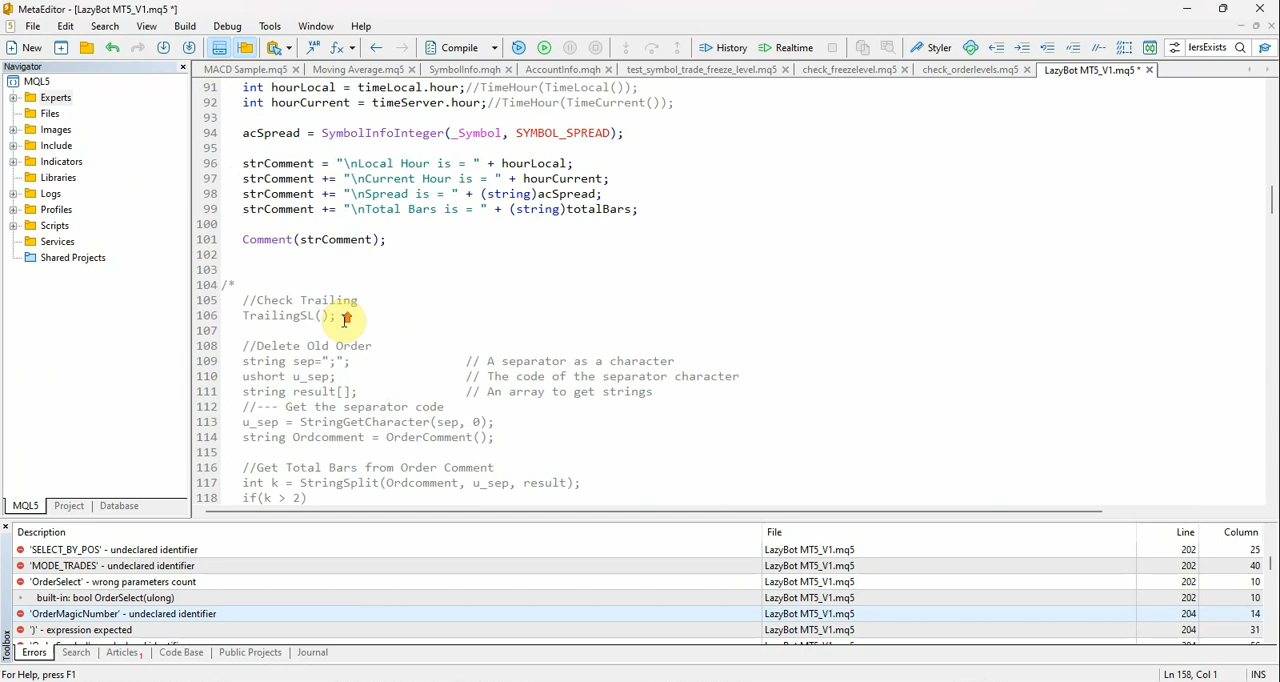 MetaEditor - [LazyBot MT5_V1.mq5 *]
File Edit Search View Build Debug Tools Window Help
New Compile History Realtime Styler IersExists
Navigator
MACD Sample.mq5 Moving Average.mq5 SymbolInfo.mqh AccountInfo.mqh test_symbol_trade_freeze_level.mq5 check_freezelevel.mq5 check_orderlevels.mq5 LazyBot MT5_V1.mq5 *
MQL5
Experts
Files
Images
Include
Indicators
Libraries
Logs
Profiles
Scripts
Services
Shared Projects
MQL5 Project Database
91 int hourLocal = timeLocal.hour;//TimeHour(TimeLocal());
92 int hourCurrent = timeServer.hour;//TimeHour(TimeCurrent());
93
94 acSpread = SymbolInfoInteger(_Symbol, SYMBOL_SPREAD);
95
96 strComment = "\nLocal Hour is = " + hourLocal;
97 strComment += "\nCurrent Hour is = " + hourCurrent;
98 strComment += "\nSpread is = " + (string)acSpread;
99 strComment += "\nTotal Bars is = " + (string)totalBars;
100
101 Comment(strComment);
102
103
104 /*
105 //Check Trailing
106 TrailingSL();
107
108 //Delete Old Order
109 string sep=";"; // A separator as a character
110 ushort u_sep; // The code of the separator character
111 string result[]; // An array to get strings
112 //--- Get the separator code
113 u_sep = StringGetCharacter(sep, 0);
114 string Ordcomment = OrderComment();
115
116 //Get Total Bars from Order Comment
117 int k = StringSplit(Ordcomment, u_sep, result);
118 if(k > 2)
Description File Line Column
'SELECT_BY_POS' - undeclared identifier LazyBot MT5_V1.mq5 202 25
'MODE_TRADES' - undeclared identifier LazyBot MT5_V1.mq5 202 40
'OrderSelect' - wrong parameters count LazyBot MT5_V1.mq5 202 10
built-in: bool OrderSelect(ulong) LazyBot MT5_V1.mq5 202 10
'OrderMagicNumber' - undeclared identifier LazyBot MT5_V1.mq5 204 14
')' - expression expected LazyBot MT5_V1.mq5 204 31
Toolbox
Errors Search Articles 1 Code Base Public Projects Journal
For Help, press F1 Ln 158, Col 1 INS